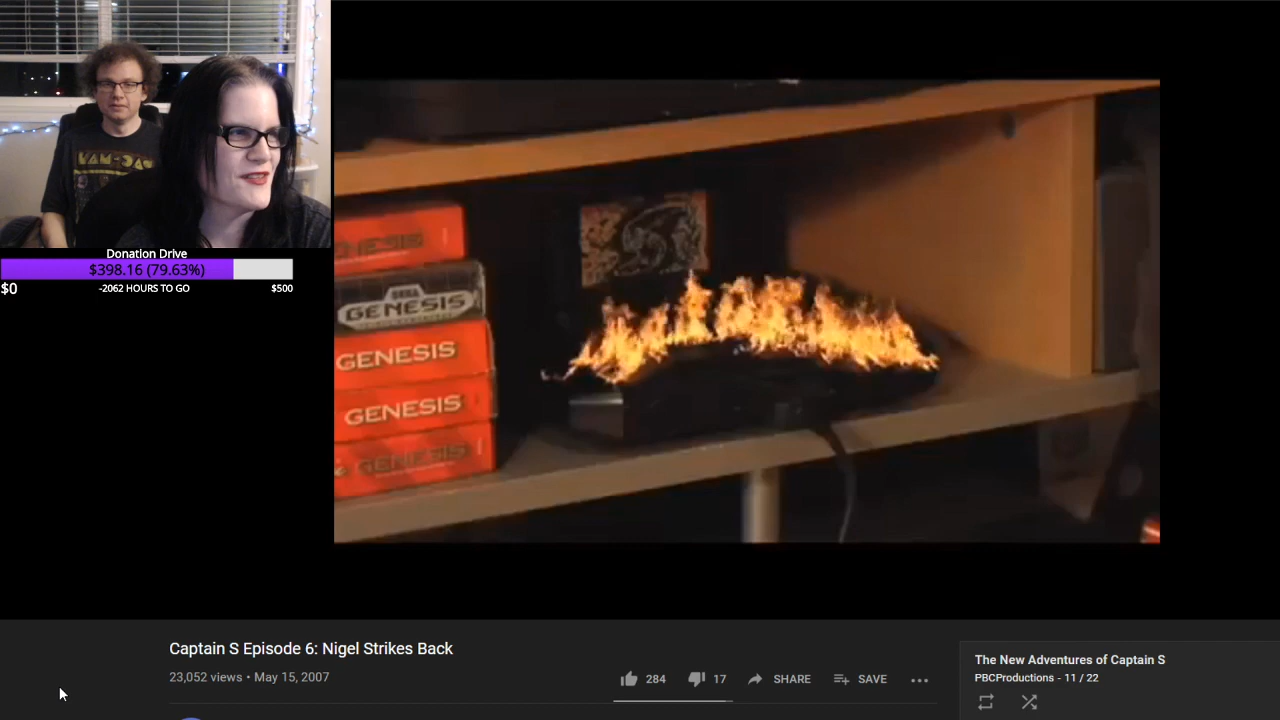 Donation Drive
$398.16 (79.63%)
$0
-2062 HOURS TO GO
$500
GENESIS
SEGA
GENESIS
GENESIS
GENESIS
GENESIS
Captain S Episode 6: Nigel Strikes Back
23,052 views • May 15, 2007
284
17
SHARE
SAVE
The New Adventures of Captain S
PBCProductions - 11 / 22